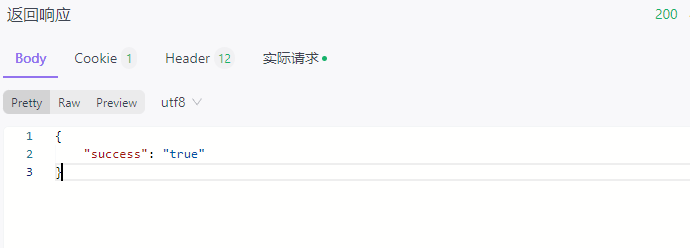 返回响应 200
Body Cookie 1 Header 12 实际请求
Pretty Raw Preview utf8
1 {
2 "success": "true"
3 }